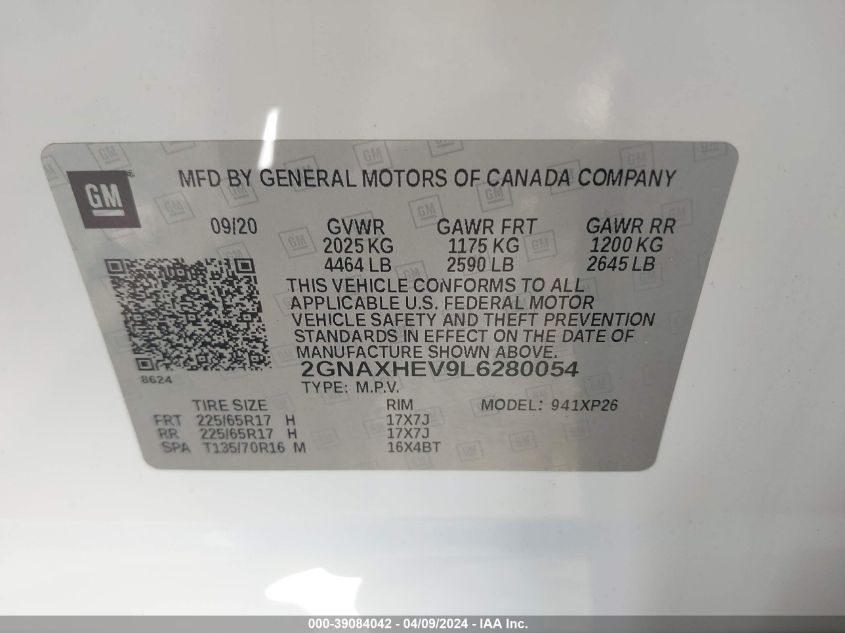 GM
MFD BY GENERAL MOTORS OF CANADA COMPANY
09/20 GVWR GAWR FRT GAWR RR
2025 KG 1175 KG 1200 KG
4464 LB 2590 LB 2645 LB
THIS VEHICLE CONFORMS TO ALL
APPLICABLE U.S. FEDERAL MOTOR
VEHICLE SAFETY AND THEFT PREVENTION
STANDARDS IN EFFECT ON THE DATE OF
MANUFACTURE SHOWN ABOVE.
8624 2GNAXHEV9L6280054
TYPE: M.P.V.
TIRE SIZE RIM MODEL: 941XP26
FRT 225/65R17 H 17X7J
RR 225/65R17 H 17X7J
SPA T135/70R16 M 16X4BT
000-39084042 - 04/09/2024 - IAA Inc.